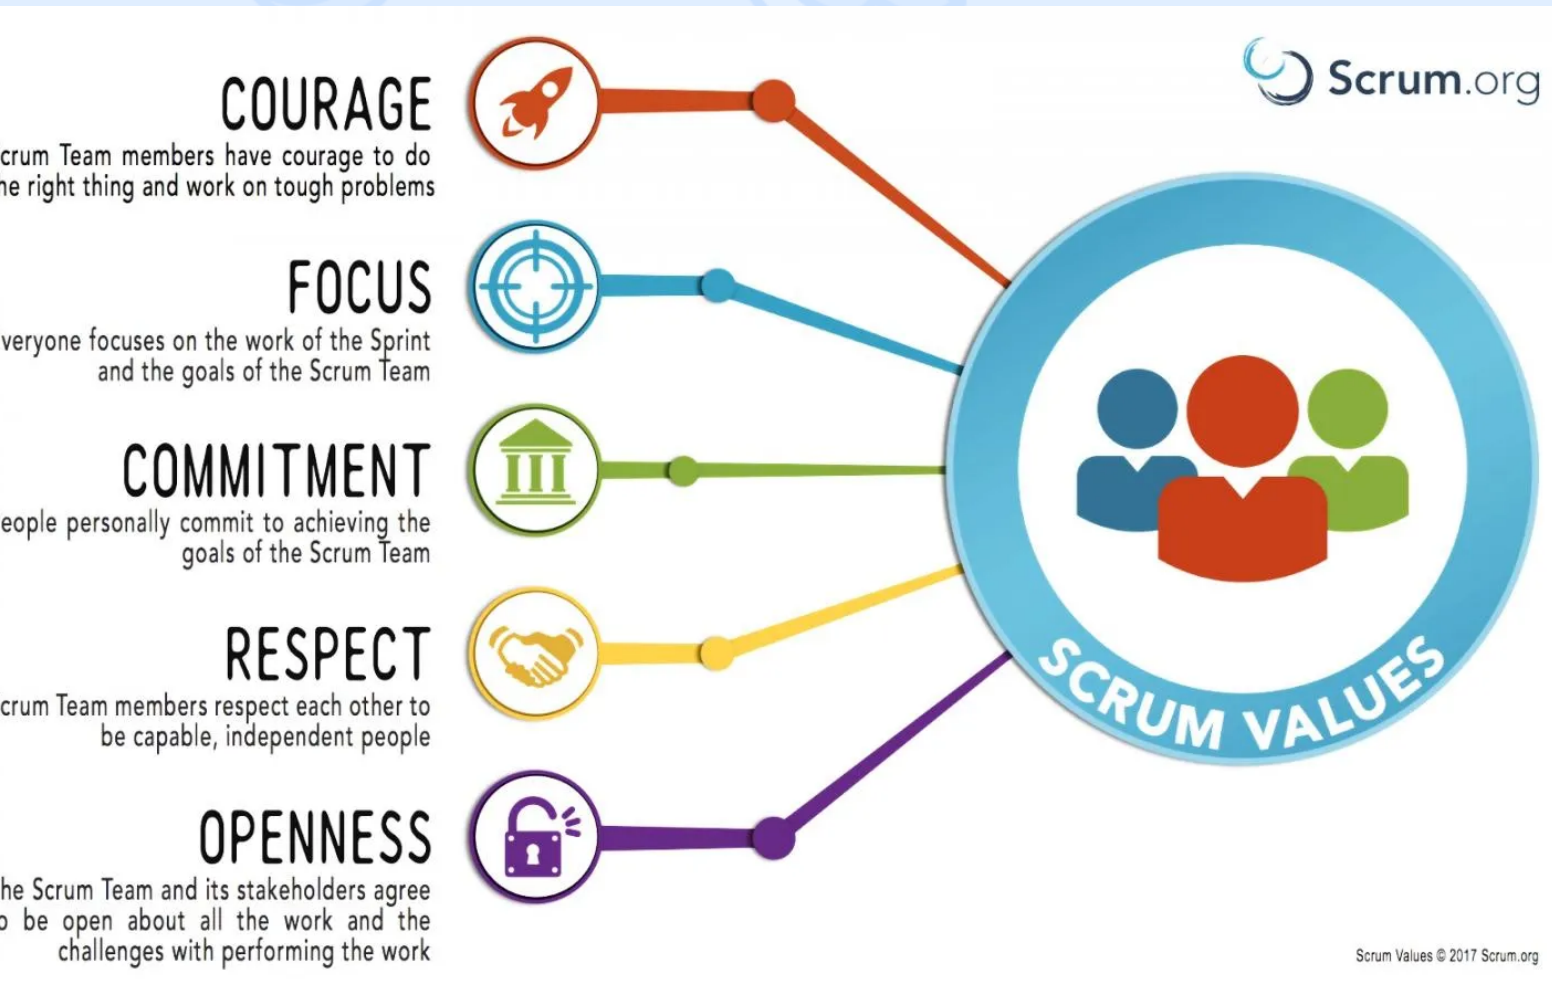 Scrum.org
COURAGE
crum Team members have courage to do
he right thing and work on tough problems
FOCUS
veryone focuses on the work of the Sprint
and the goals of the Scrum Team
COMMITMENT
eople personally commit to achieving the
goals of the Scrum Team
RESPECT
crum Team members respect each other to
be capable, independent people
OPENNESS
he Scrum Team and its stakeholders agree
o be open about all the work and the
challenges with performing the work
SCRUM VALUES
Scrum Values © 2017 Scrum.org